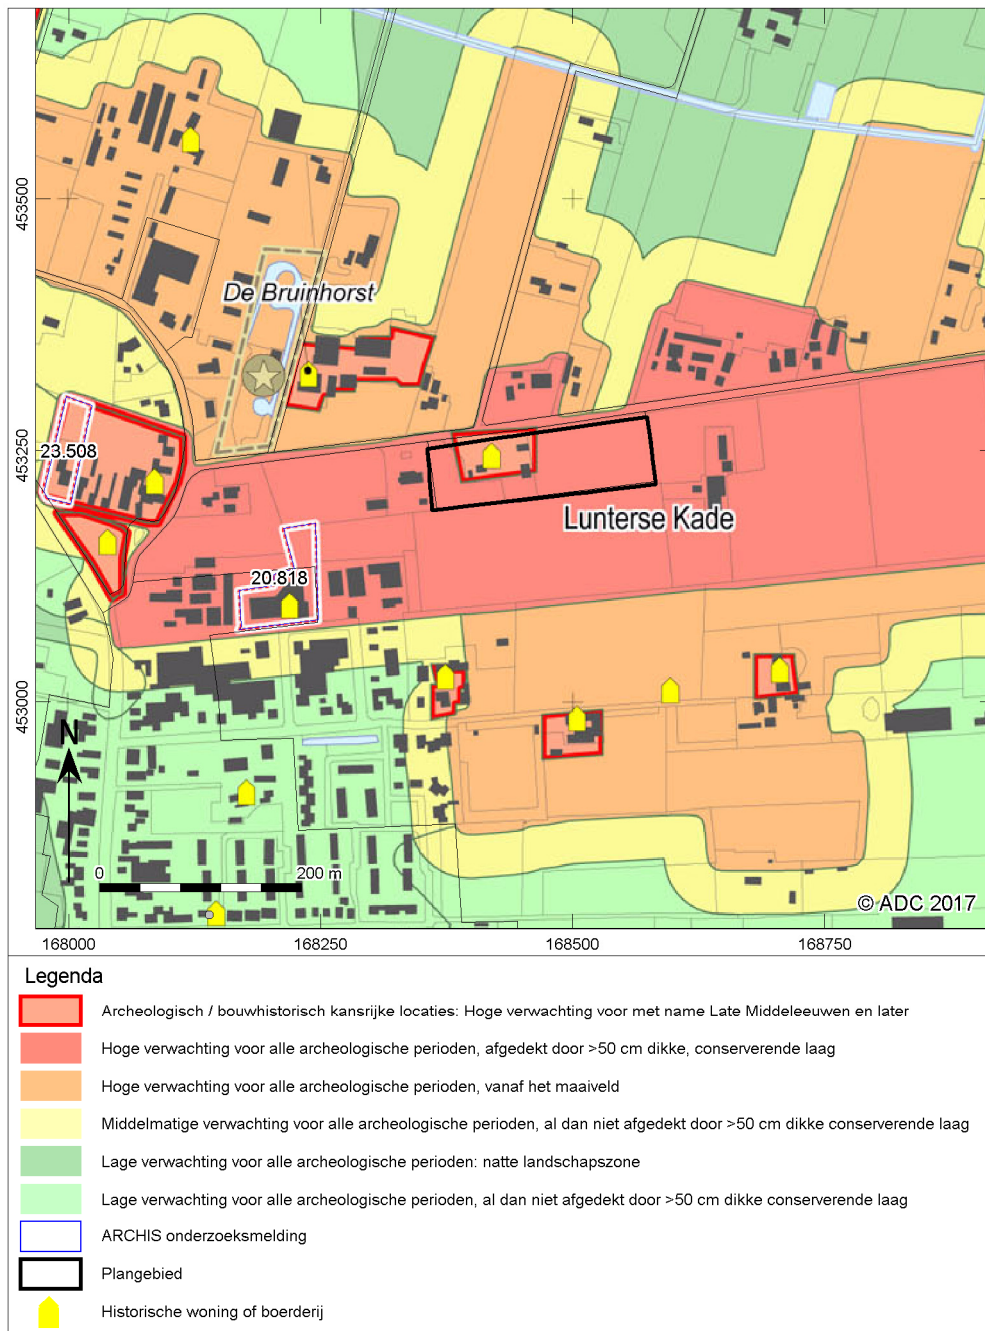 453500
De Bruinhorst
453250
23.508
Lunterse Kade
20.818
453000
N
0
200 m
© ADC 2017
168000
168250
168500
168750
Legenda
Archeologisch / bouwhistorisch kansrijke locaties: Hoge verwachting voor met name Late Middeleeuwen en later
Hoge verwachting voor alle archeologische perioden, afgedekt door >50 cm dikke, conserverende laag
Hoge verwachting voor alle archeologische perioden, vanaf het maaiveld
Middelmatige verwachting voor alle archeologische perioden, al dan niet afgedekt door >50 cm dikke conserverende laag
Lage verwachting voor alle archeologische perioden: natte landschapszone
Lage verwachting voor alle archeologische perioden, al dan niet afgedekt door >50 cm dikke conserverende laag
ARCHIS onderzoeksmelding
Plangebied
Historische woning of boerderij